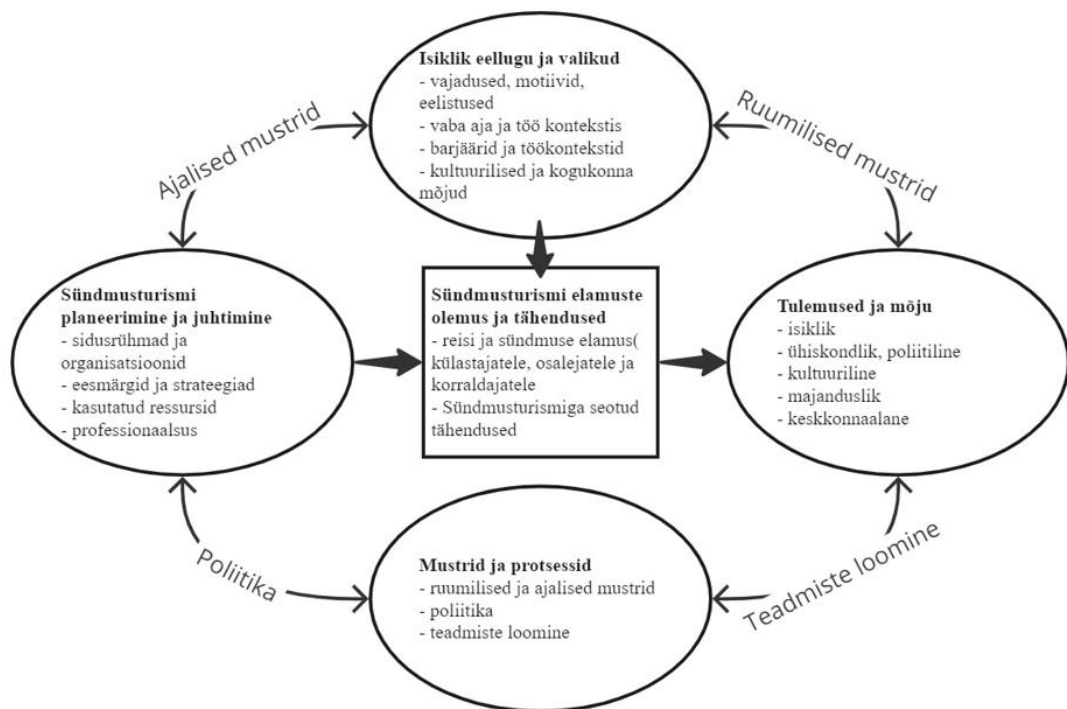 Isiklik eellugu ja valikud
- vajadused, motiivid,
eelistused
- vaba aja ja töö kontekstis
- barjäärid ja töökontekstid
- kultuurilised ja kogukonna
mõjud
Ajalised mustrid
Ruumilised mustrid
Sündmusturismi
planeerimine ja juhtimine
- sidusrühmad ja
organisatsioonid
- eesmärgid ja strateegiad
- kasutatud ressursid
- professionaalsus
Sündmusturismi elamuste
olemus ja tähendused
- reisi ja sündmuse elamus(
külastajatele, osalejatele ja
korraldajatele
- Sündmusturismiga seotud
tähendused
Tulemused ja mõju
- isiklik
- ühiskondlik, poliitiline
- kultuuriline
- majanduslik
- keskkonnaalane
Poliitika
Teadmiste loomine
Mustrid ja protsessid
- ruumilised ja ajalised mustrid
- poliitika
- teadmiste loomine